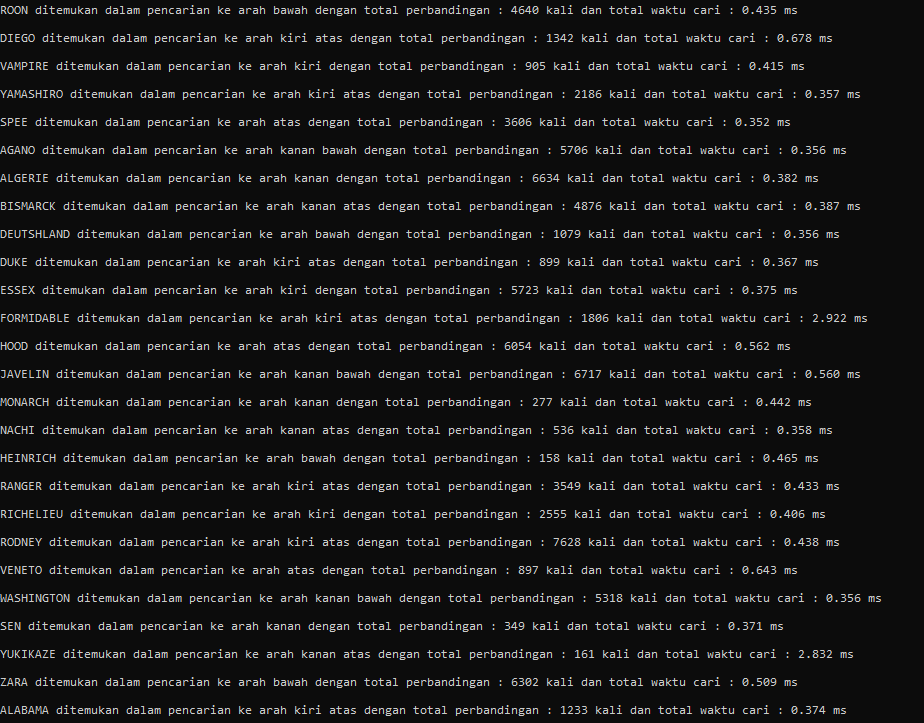 ROON ditemukan dalam pencarian ke arah bawah dengan total perbandingan : 4640 kali dan total waktu cari : 0.435 ms
DIEGO ditemukan dalam pencarian ke arah kiri atas dengan total perbandingan : 1342 kali dan total waktu cari : 0.678 ms
VAMPIRE ditemukan dalam pencarian ke arah kiri dengan total perbandingan : 905 kali dan total waktu cari : 0.415 ms
YAMASHIRO ditemukan dalam pencarian ke arah kiri atas dengan total perbandingan : 2186 kali dan total waktu cari : 0.357 ms
SPEE ditemukan dalam pencarian ke arah atas dengan total perbandingan : 3606 kali dan total waktu cari : 0.352 ms
AGANO ditemukan dalam pencarian ke arah kanan bawah dengan total perbandingan : 5706 kali dan total waktu cari : 0.356 ms
ALGERIE ditemukan dalam pencarian ke arah kanan dengan total perbandingan : 6634 kali dan total waktu cari : 0.382 ms
BISMARCK ditemukan dalam pencarian ke arah kanan atas dengan total perbandingan : 4876 kali dan total waktu cari : 0.387 ms
DEUTSHLAND ditemukan dalam pencarian ke arah bawah dengan total perbandingan : 1079 kali dan total waktu cari : 0.356 ms
DUKE ditemukan dalam pencarian ke arah kiri atas dengan total perbandingan : 899 kali dan total waktu cari : 0.367 ms
ESSEX ditemukan dalam pencarian ke arah kiri dengan total perbandingan : 5723 kali dan total waktu cari : 0.375 ms
FORMIDABLE ditemukan dalam pencarian ke arah kiri atas dengan total perbandingan : 1806 kali dan total waktu cari : 2.922 ms
HOOD ditemukan dalam pencarian ke arah atas dengan total perbandingan : 6054 kali dan total waktu cari : 0.562 ms
JAVELIN ditemukan dalam pencarian ke arah kanan bawah dengan total perbandingan : 6717 kali dan total waktu cari : 0.560 ms
MONARCH ditemukan dalam pencarian ke arah kanan dengan total perbandingan : 277 kali dan total waktu cari : 0.442 ms
NACHI ditemukan dalam pencarian ke arah kanan atas dengan total perbandingan : 536 kali dan total waktu cari : 0.358 ms
HEINRICH ditemukan dalam pencarian ke arah bawah dengan total perbandingan : 158 kali dan total waktu cari : 0.465 ms
RANGER ditemukan dalam pencarian ke arah kiri atas dengan total perbandingan : 3549 kali dan total waktu cari : 0.433 ms
RICHELIEU ditemukan dalam pencarian ke arah kiri dengan total perbandingan : 2555 kali dan total waktu cari : 0.406 ms
RODNEY ditemukan dalam pencarian ke arah kiri atas dengan total perbandingan : 7628 kali dan total waktu cari : 0.438 ms
VENETO ditemukan dalam pencarian ke arah atas dengan total perbandingan : 897 kali dan total waktu cari : 0.643 ms
WASHINGTON ditemukan dalam pencarian ke arah kanan bawah dengan total perbandingan : 5318 kali dan total waktu cari : 0.356 ms
SEN ditemukan dalam pencarian ke arah kanan dengan total perbandingan : 349 kali dan total waktu cari : 0.371 ms
YUKIKAZE ditemukan dalam pencarian ke arah kanan atas dengan total perbandingan : 161 kali dan total waktu cari : 2.832 ms
ZARA ditemukan dalam pencarian ke arah bawah dengan total perbandingan : 6302 kali dan total waktu cari : 0.509 ms
ALABAMA ditemukan dalam pencarian ke arah kiri atas dengan total perbandingan : 1233 kali dan total waktu cari : 0.374 ms